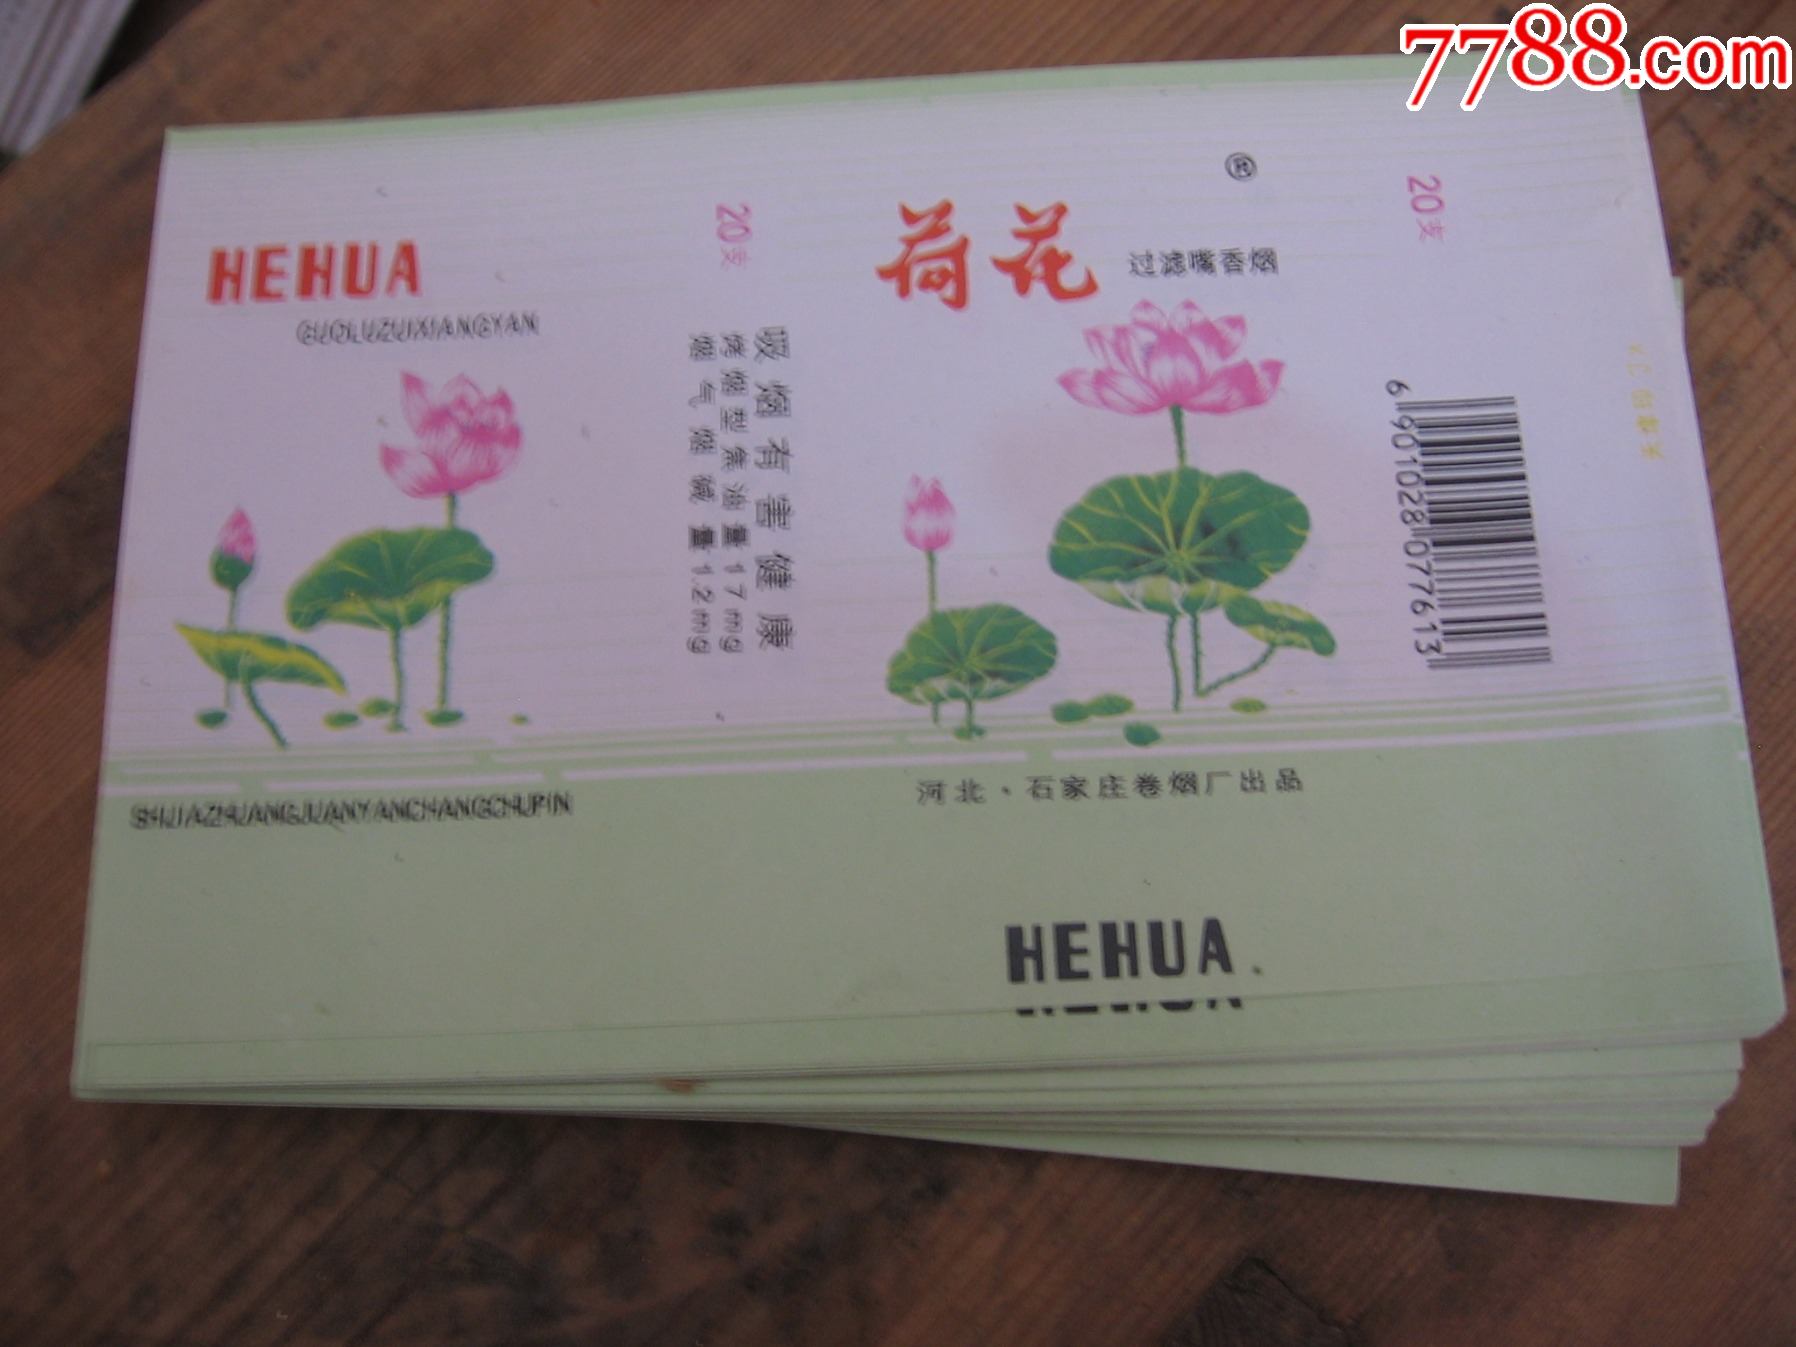 7788.com
HEHUA
GUOLUZUIXIANGYAN
SHIJIAZHUANGJUANYANCHANGCHUPIN
20支
吸烟有害健康
烤烟型焦油量17mg
烟气烟碱量1.2mg
荷花
过滤嘴香烟
河北·石家庄卷烟厂出品
HEHUA
20支
6901028077613